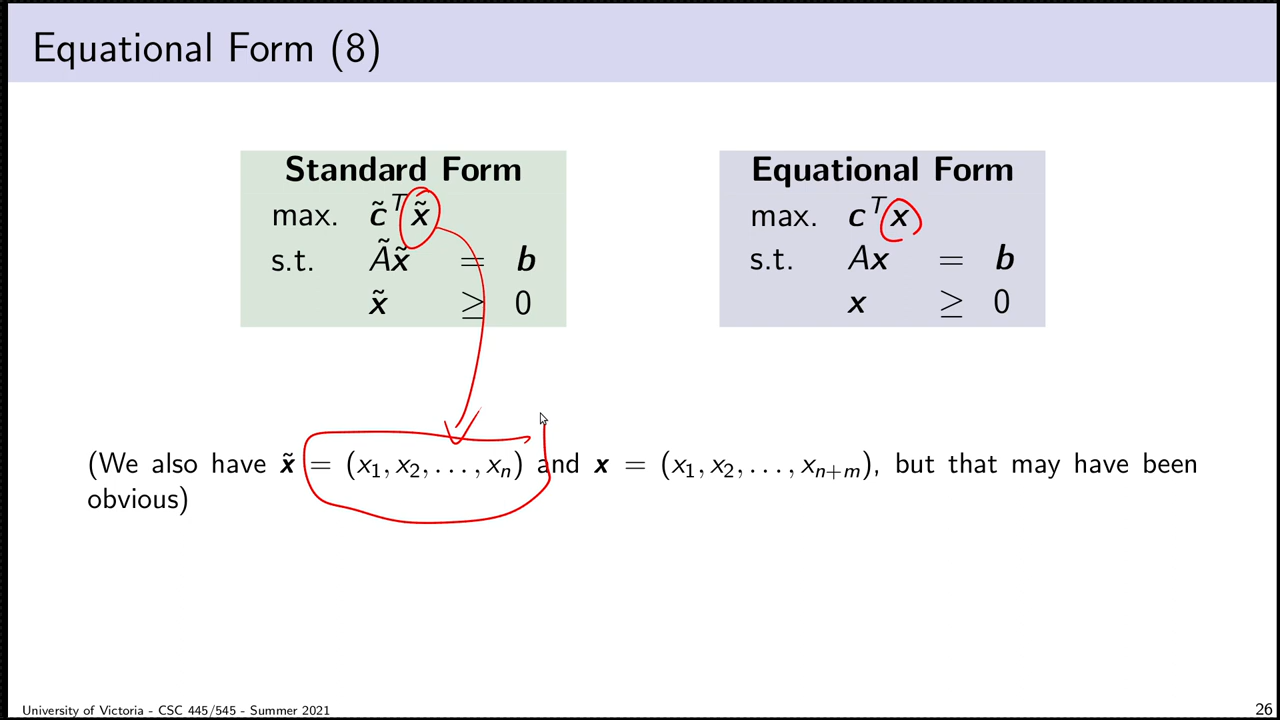 Equational Form (8)
Standard Form
max. c̃ᵀ x̃
s.t. Ãx̃ = b
x̃ ≥ 0
Equational Form
max. cᵀ x
s.t. Ax = b
x ≥ 0
(We also have x̃ = (x₁, x₂, . . . , xₙ) and x = (x₁, x₂, . . . , xₙ₊ₘ), but that may have been
obvious)
University of Victoria - CSC 445/545 - Summer 2021
26